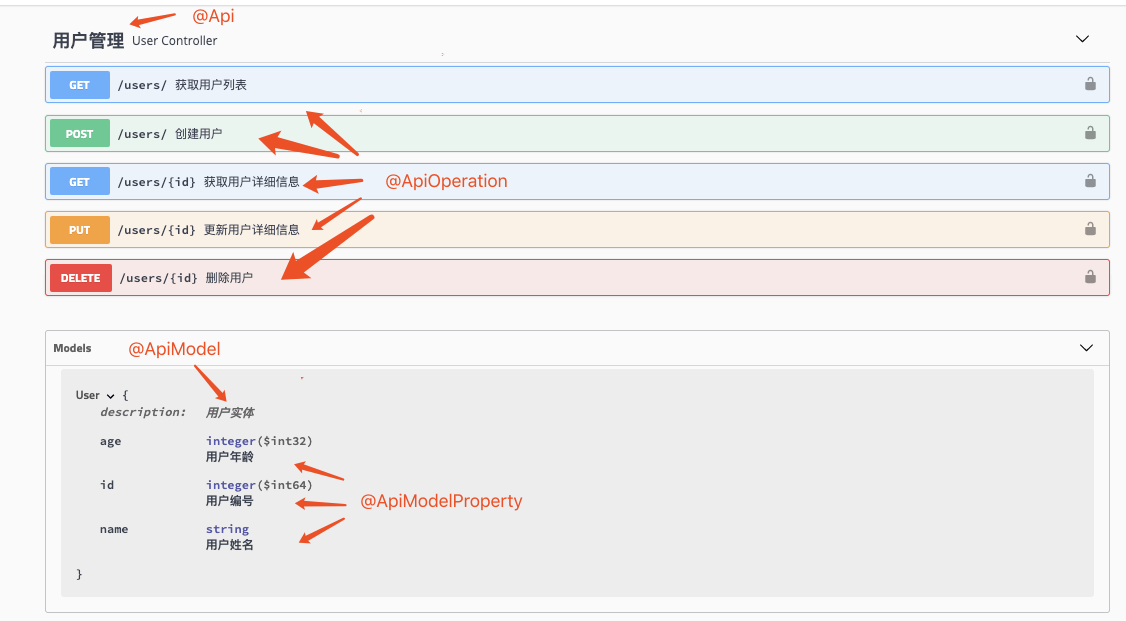 @Api
用户管理 User Controller
GET /users/ 获取用户列表
POST /users/ 创建用户
GET /users/{id} 获取用户详细信息
@ApiOperation
PUT /users/{id} 更新用户详细信息
DELETE /users/{id} 删除用户
Models @ApiModel
User {
description: 用户实体
age integer($int32)
用户年龄
id integer($int64)
用户编号 @ApiModelProperty
name string
用户姓名
}